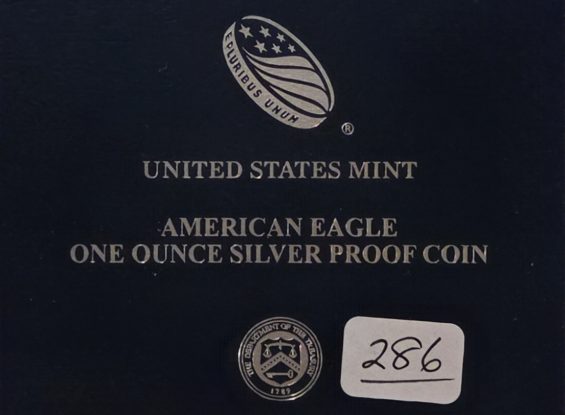 E PLURIBUS UNUM
®
UNITED STATES MINT
AMERICAN EAGLE
ONE OUNCE SILVER PROOF COIN
THE DEPARTMENT OF THE TREASURY
1789
286